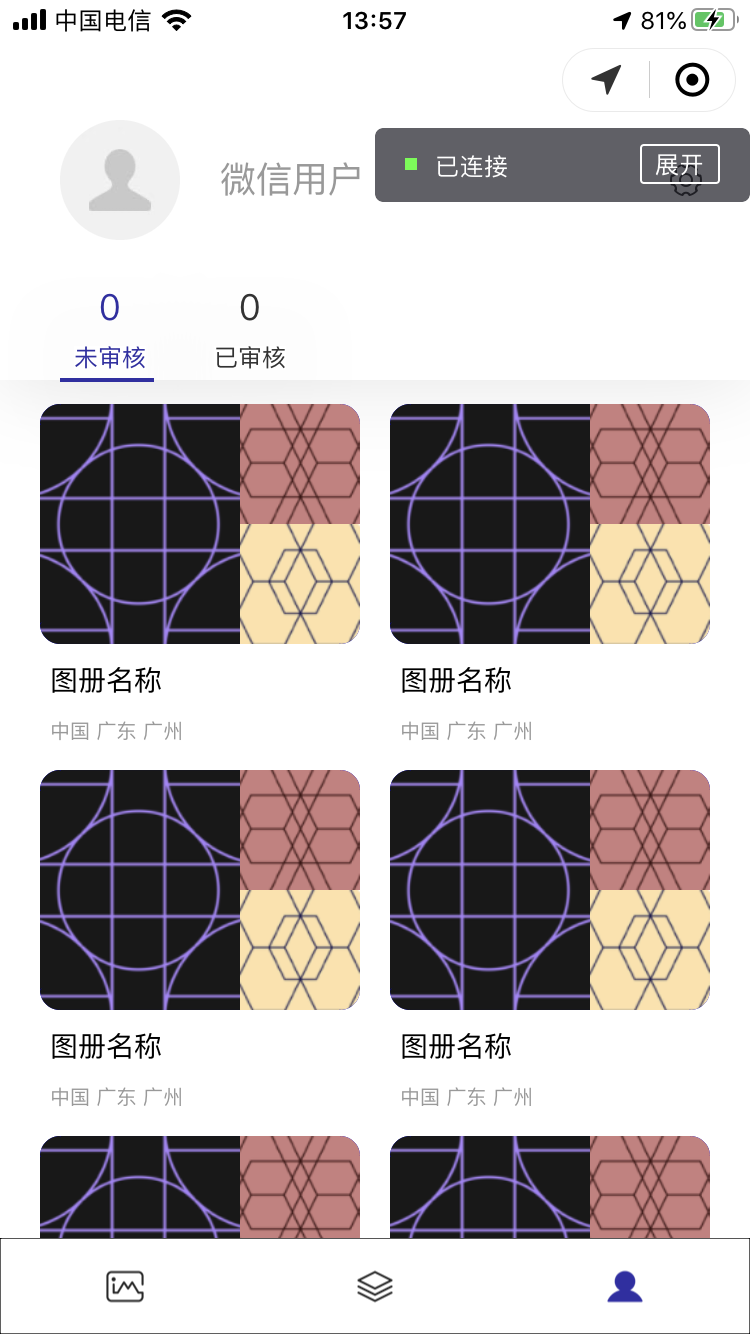 中国电信 13:57 81%
微信用户
已连接 展开
0 0
未审核 已审核
图册名称 图册名称
中国 广东 广州 中国 广东 广州
图册名称 图册名称
中国 广东 广州 中国 广东 广州